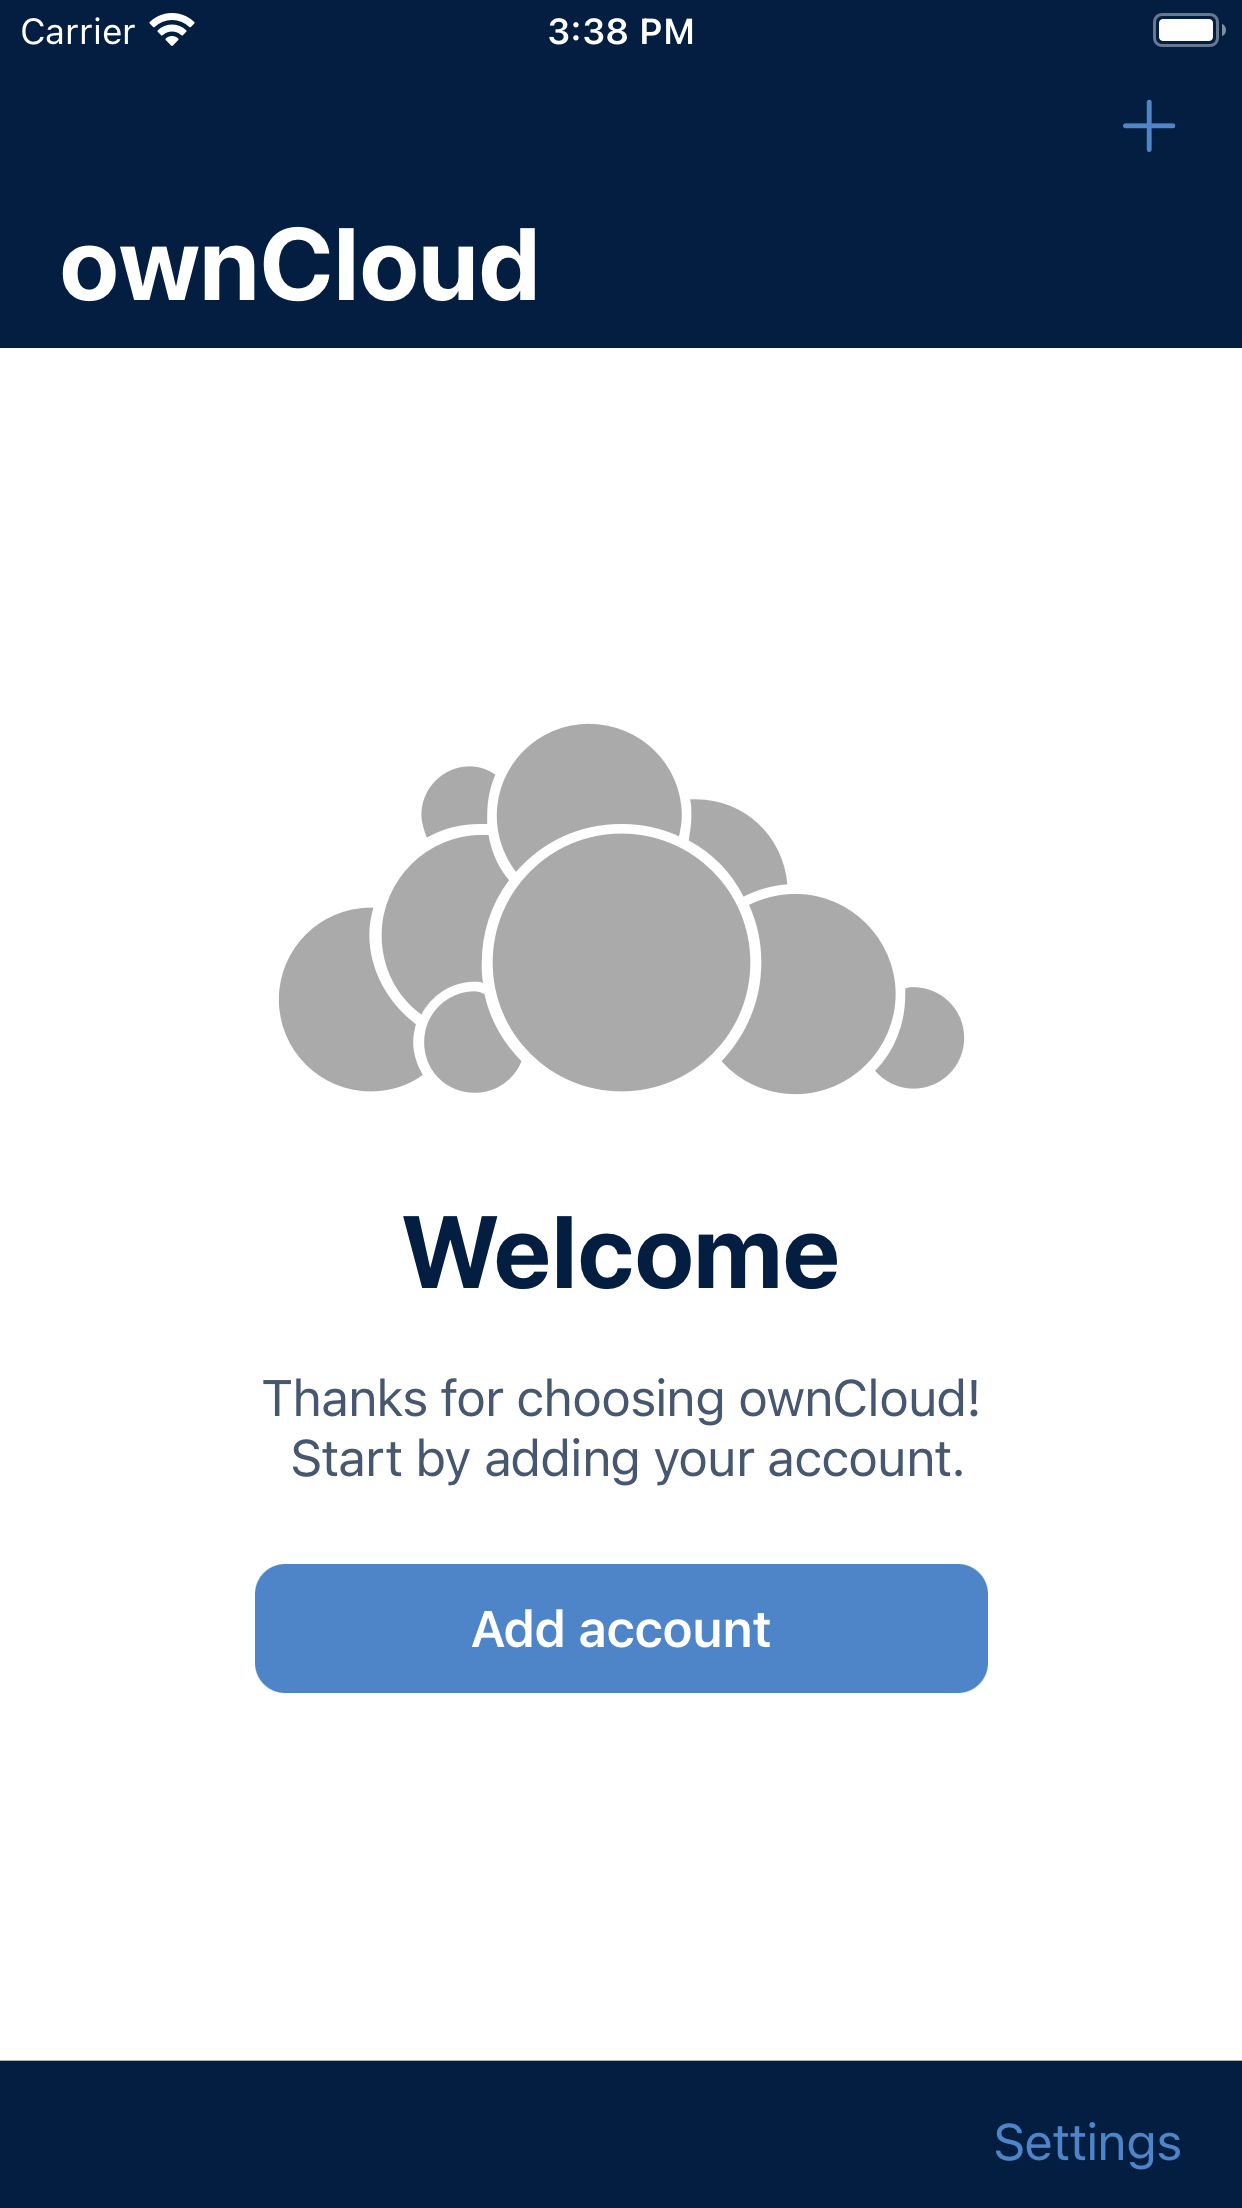 Carrier 3:38 PM
ownCloud
Welcome
Thanks for choosing ownCloud!
Start by adding your account.
Add account
Settings